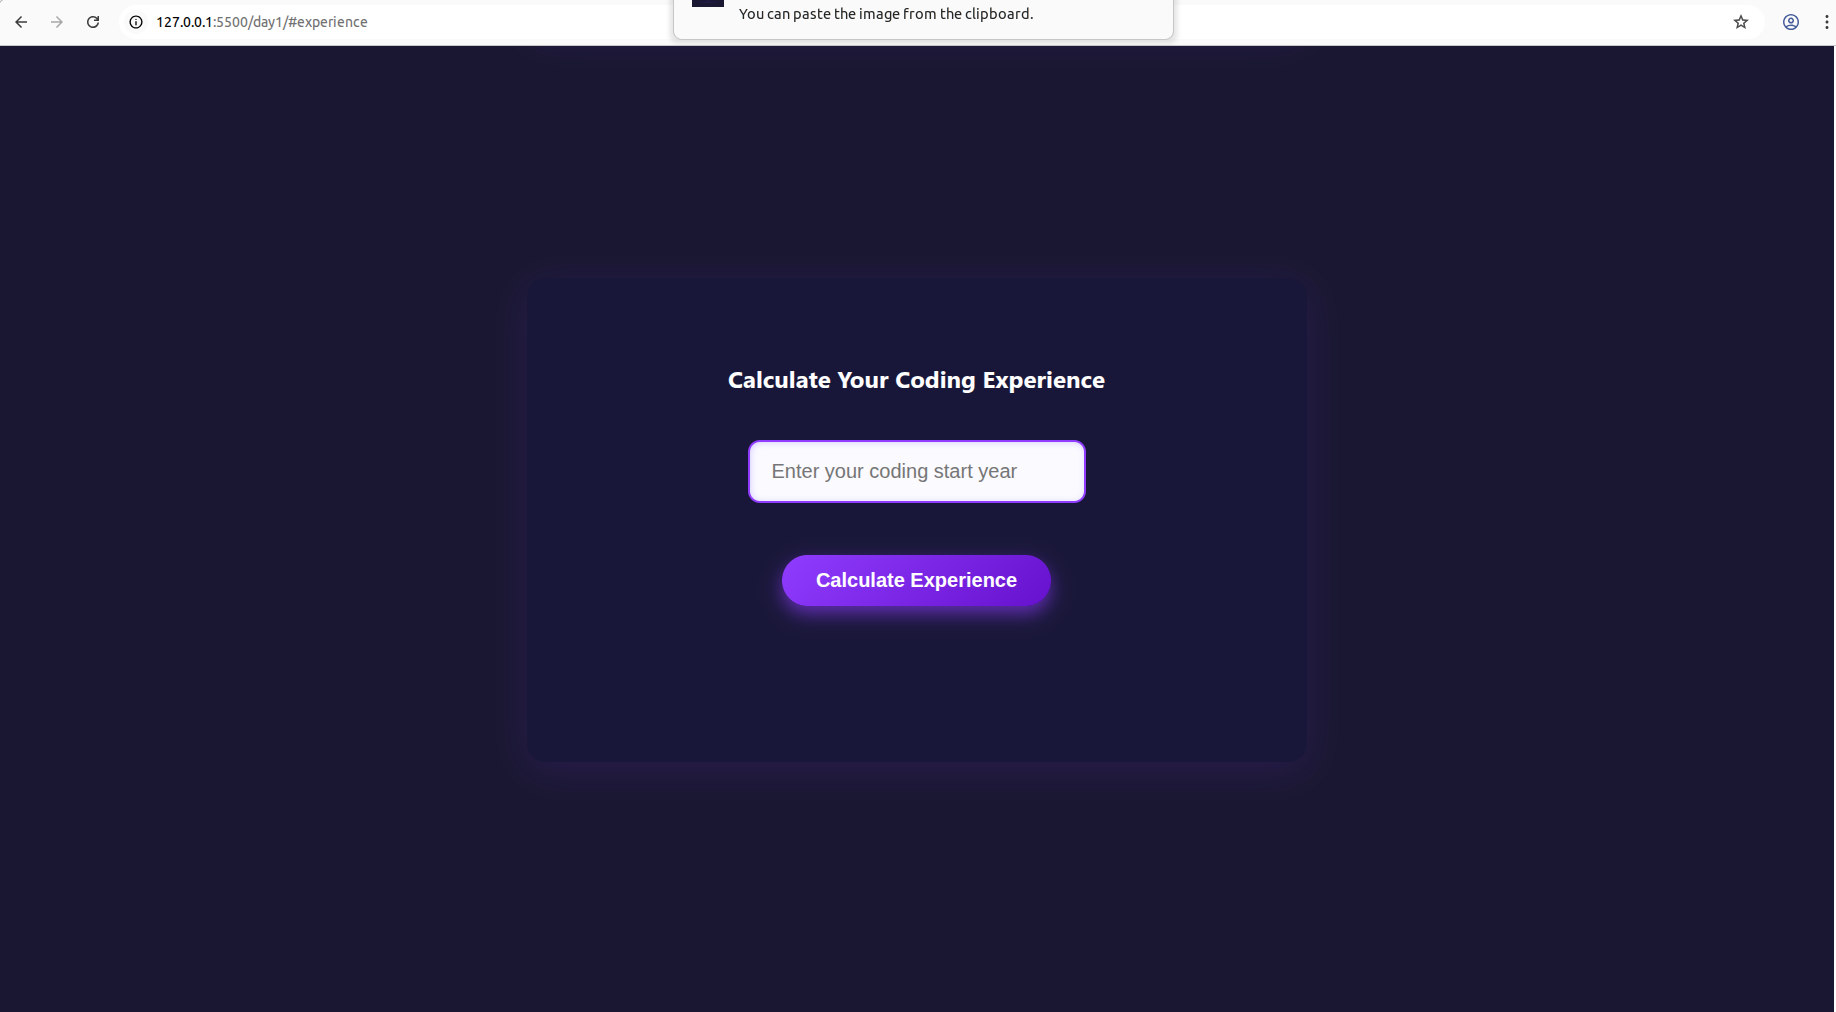 127.0.0.1:5500/day1/#experience
You can paste the image from the clipboard.
Calculate Your Coding Experience
Enter your coding start year
Calculate Experience